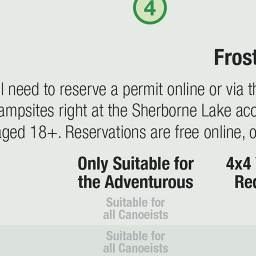 4
Frost
l need to reserve a permit online or via th
ampsites right at the Sherborne Lake acc
aged 18+. Reservations are free online, o
Only Suitable for
the Adventurous
4x4
Rec
Suitable for
all Canoeists
Suitable for
all Canoeists